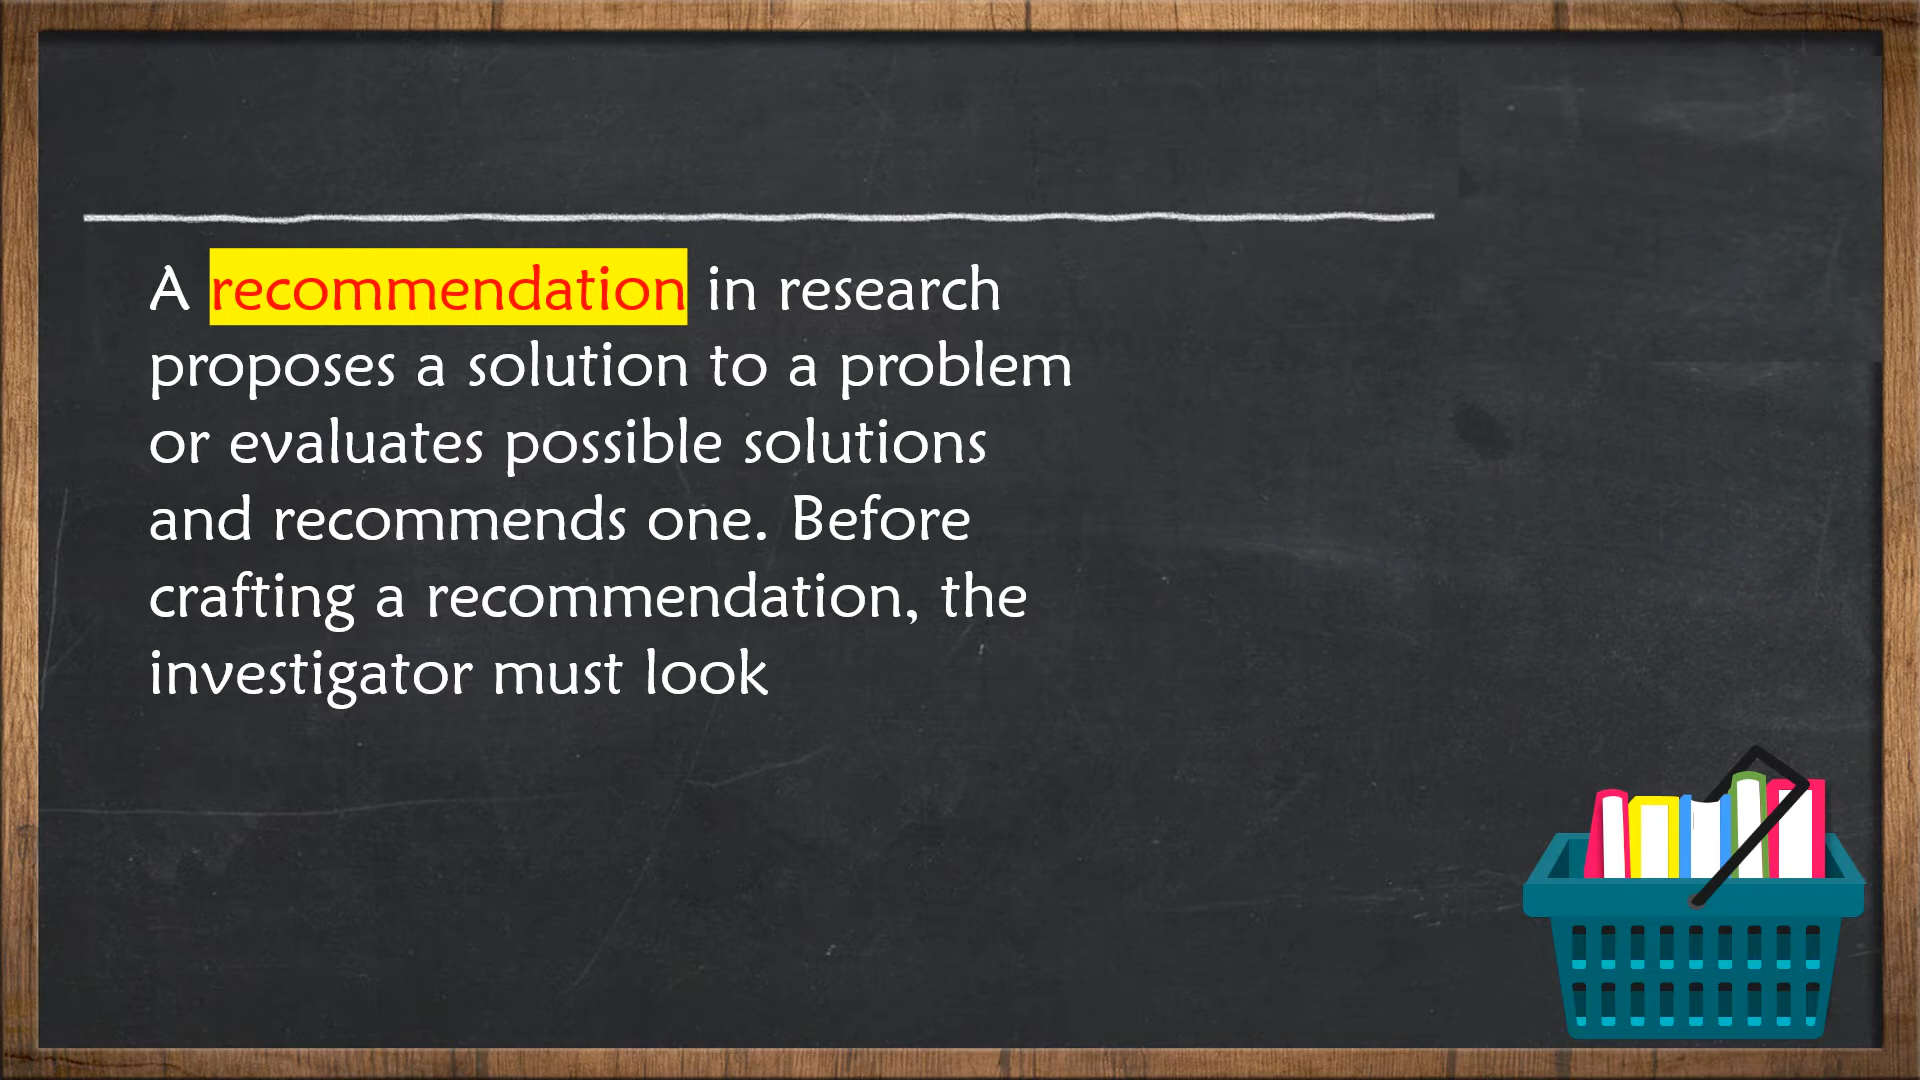 A recommendation in research
proposes a solution to a problem
or evaluates possible solutions
and recommends one. Before
crafting a recommendation, the
investigator must look